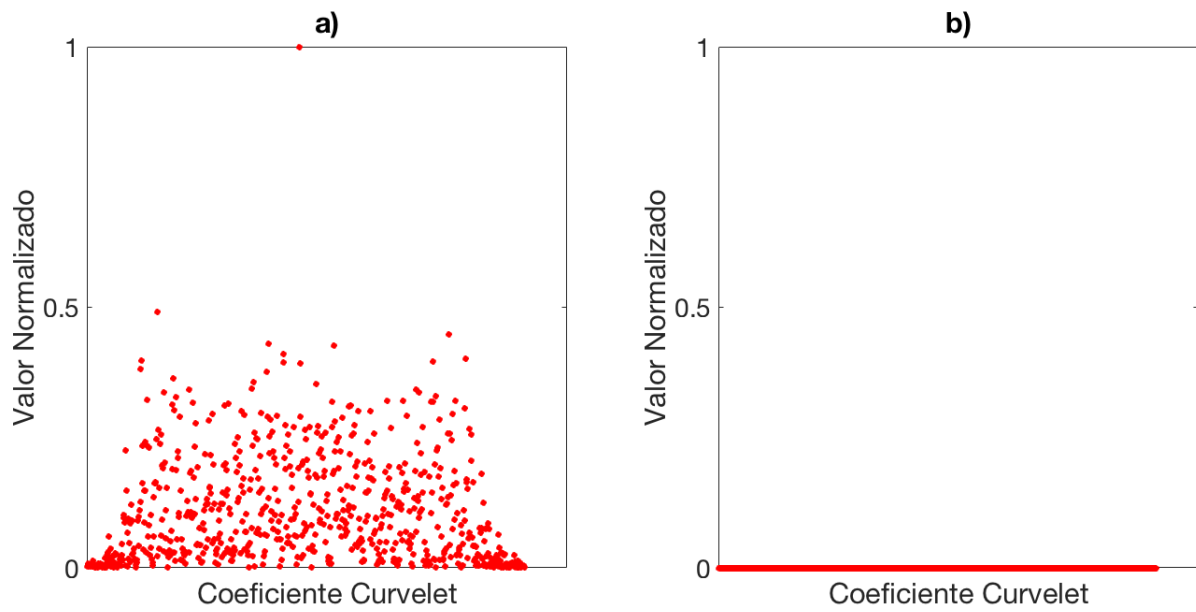 a)
1
0.5
0
Valor Normalizado
Coeficiente Curvelet
b)
1
0.5
0
Valor Normalizado
Coeficiente Curvelet